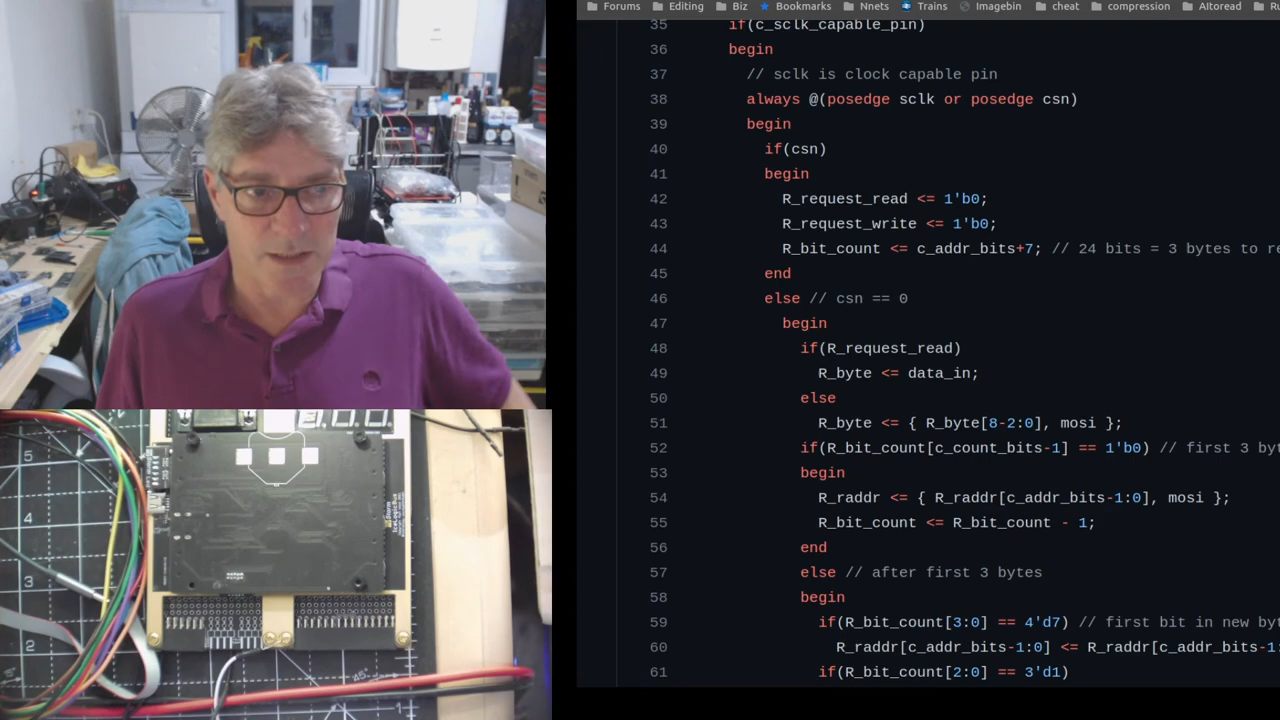 Forums Editing Biz Bookmarks Nnets Trains Imagebin cheat compression AItoread
35 if(c_sclk_capable_pin)
36 begin
37 // sclk is clock capable pin
38 always @(posedge sclk or posedge csn)
39 begin
40 if(csn)
41 begin
42 R_request_read <= 1'b0;
43 R_request_write <= 1'b0;
44 R_bit_count <= c_addr_bits+7; // 24 bits = 3 bytes to re
45 end
46 else // csn == 0
47 begin
48 if(R_request_read)
49 R_byte <= data_in;
50 else
51 R_byte <= { R_byte[8-2:0], mosi };
52 if(R_bit_count[c_count_bits-1] == 1'b0) // first 3 byt
53 begin
54 R_raddr <= { R_raddr[c_addr_bits-1:0], mosi };
55 R_bit_count <= R_bit_count - 1;
56 end
57 else // after first 3 bytes
58 begin
59 if(R_bit_count[3:0] == 4'd7) // first bit in new byt
60 R_raddr[c_addr_bits-1:0] <= R_raddr[c_addr_bits-1:
61 if(R_bit_count[2:0] == 3'd1)
5
4
3
2
1
45°